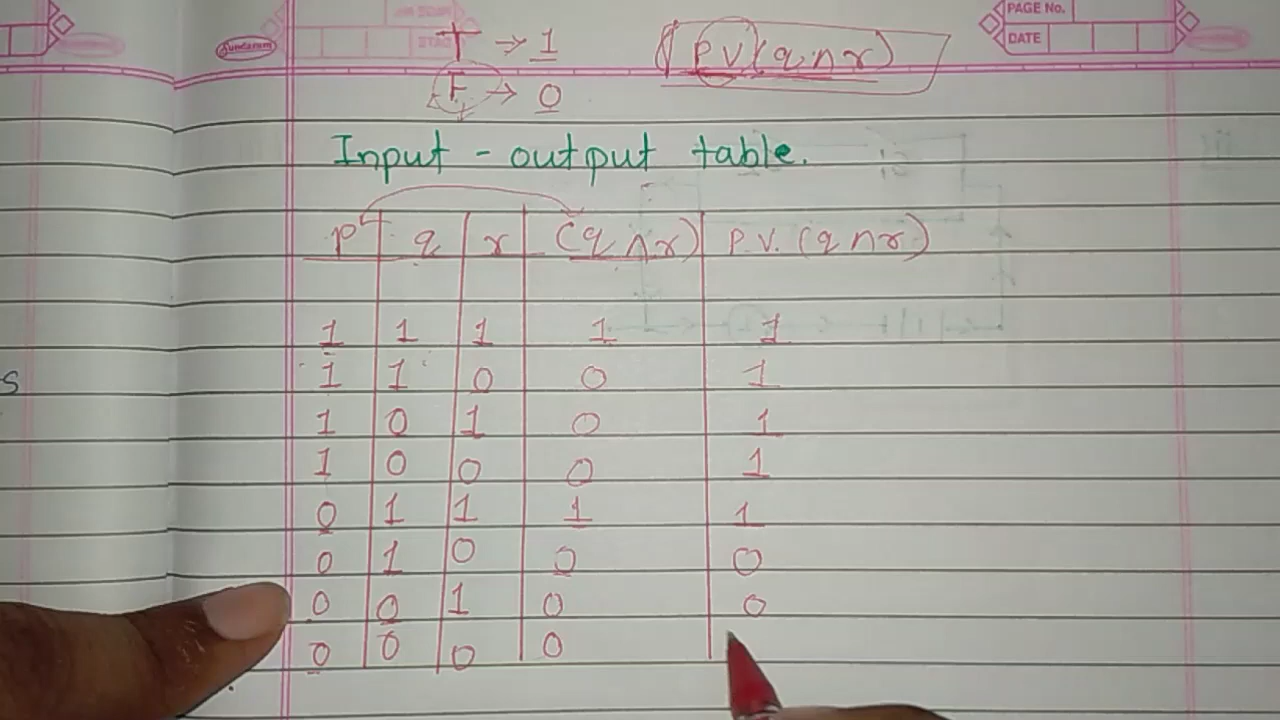 PAGE No.
DATE
Sundaram
T → 1
F → 0
p ∨ (q ∧ r)
Input - output table.
p q r (q ∧ r) p ∨ (q ∧ r)
1 1 1 1 1
1 1 0 0 1
1 0 1 0 1
1 0 0 0 1
0 1 1 1 1
0 1 0 0 0
0 0 1 0 0
0 0 0 0
s